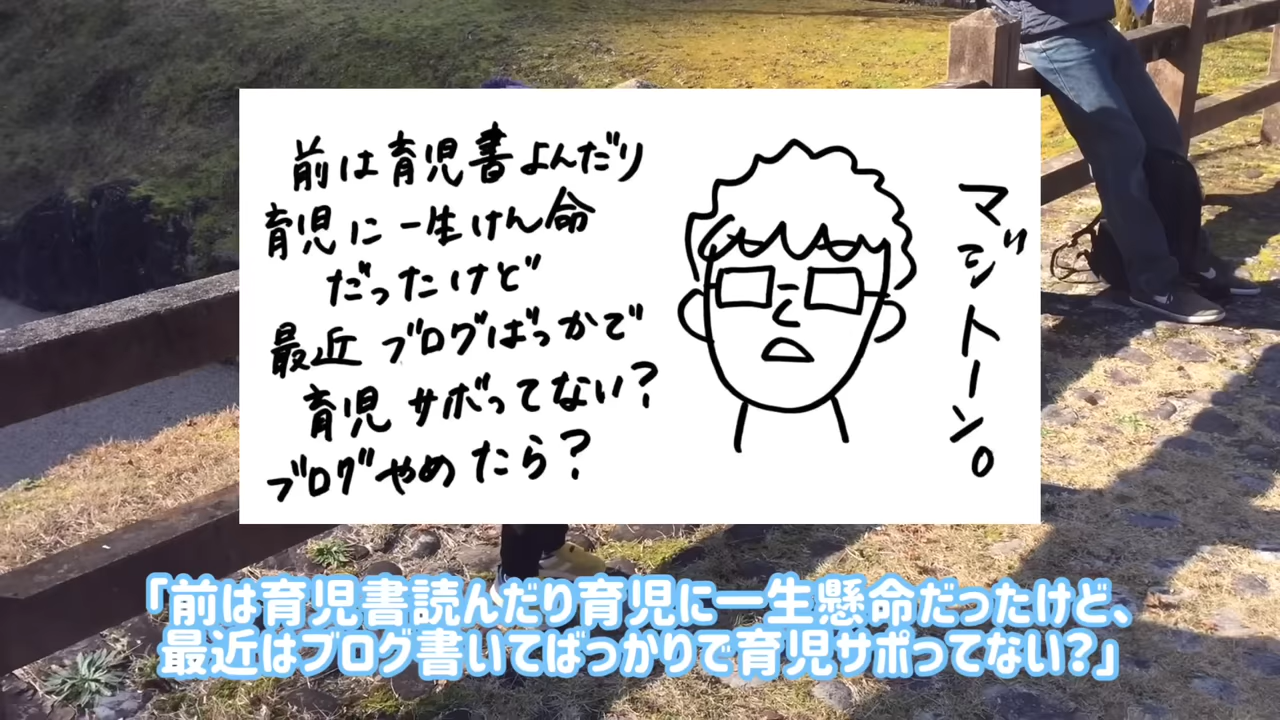 前は育児書よんだり
育児に一生けん命
だったけど
最近ブログばっかで
育児サボってない？
ブログやめたら？
マジトーン。
「前は育児書読んだり育児に一生懸命だったけど、
最近はブログ書いてばっかりで育児サボってない?」